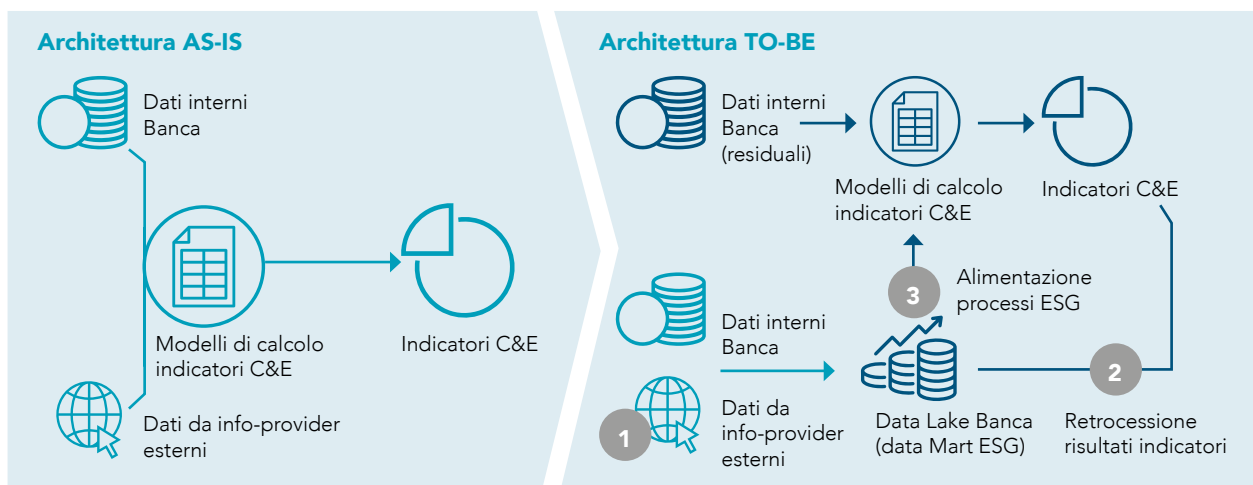 Architettura AS-IS
Dati interni
Banca
Modelli di calcolo
indicatori C&E
Indicatori C&E
Dati da info-provider
esterni
Architettura TO-BE
Dati interni
Banca
(residuali)
Modelli di calcolo
indicatori C&E
Indicatori C&E
3
Alimentazione
processi ESG
Dati interni
Banca
1
Dati da
info-provider
esterni
Data Lake Banca
(data Mart ESG)
2
Retrocessione
risultati indicatori